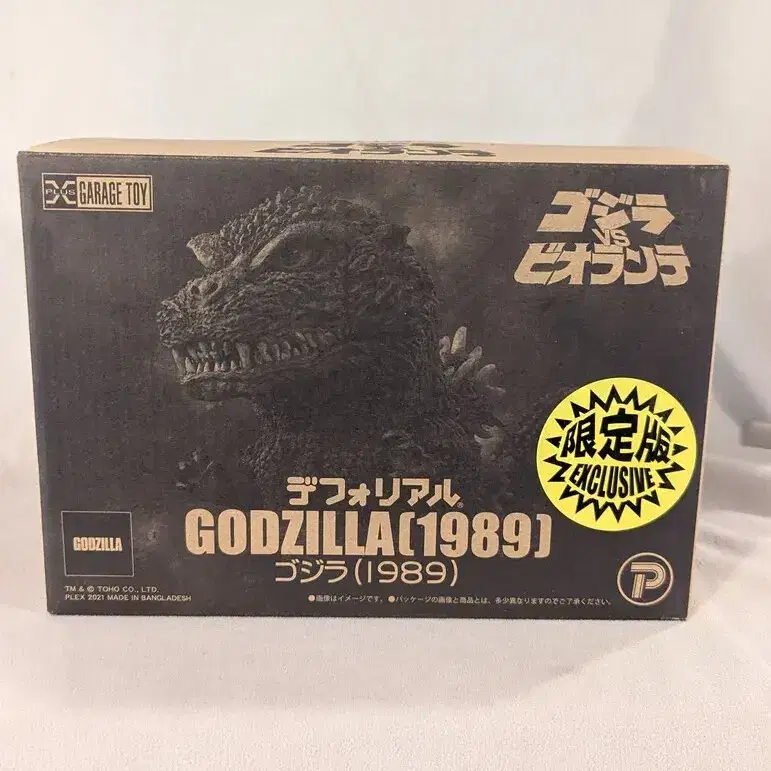 X PLUS GARAGE TOY
ゴジラ
VS
ビオランテ
限定版
EXCLUSIVE
デフォリアル®
GODZILLA(1989)
ゴジラ(1989)
GODZILLA
TM & © TOHO CO., LTD.
PLEX 2021 MADE IN BANGLADESH
●画像はイメージです。 ●パッケージの画像と商品とは、多少異なりますのでご了承ください。
P